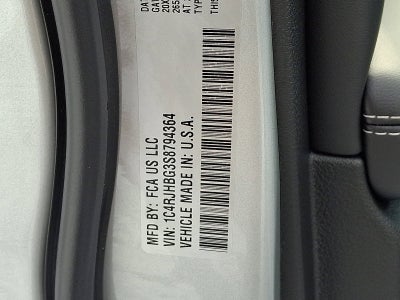 MFD BY: FCA US LLC
VIN: 1C4RJHBG3S8794364
VEHICLE MADE IN: U.S.A.